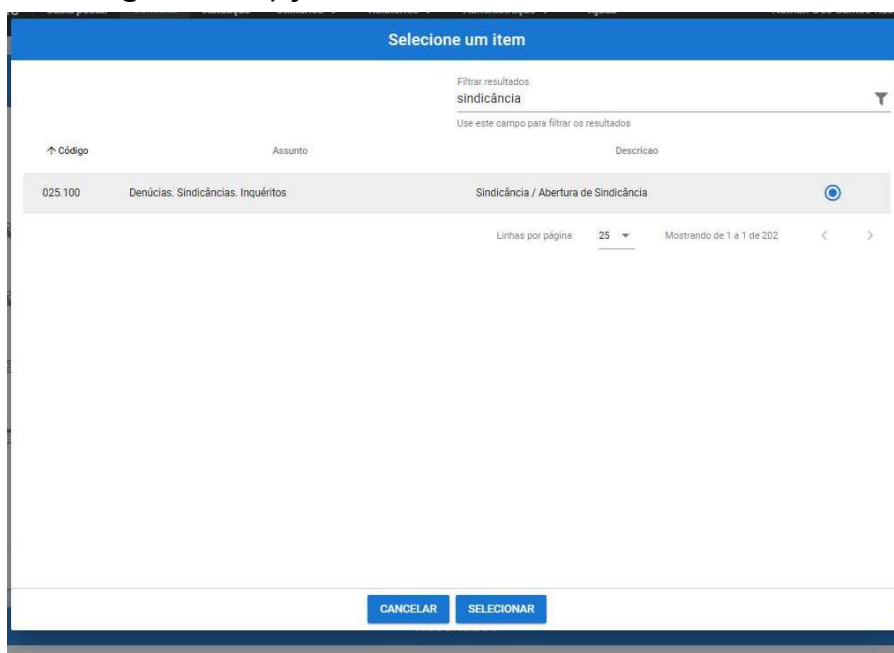 Selecione um item
Filtrar resultados
sindicância
Use este campo para filtrar os resultados
Código Assunto Descricao
025.100 Denúcias. Sindicâncias. Inquéritos Sindicância / Abertura de Sindicância
Linhas por página 25 Mostrando de 1 a 1 de 202
CANCELAR SELECIONAR